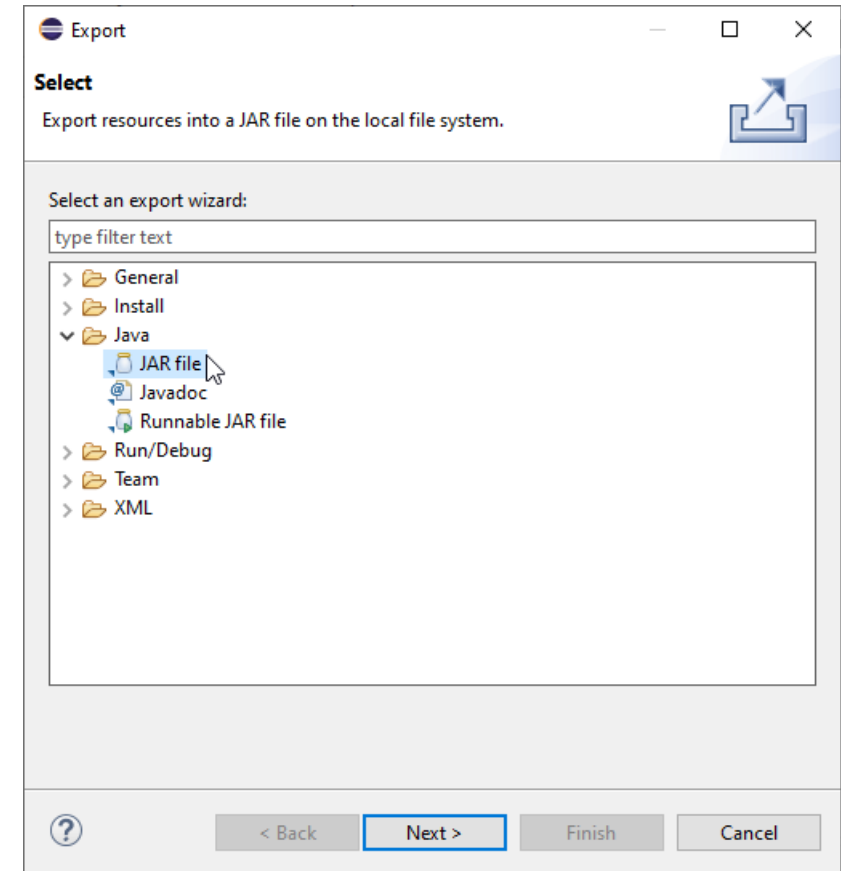 Export
Select
Export resources into a JAR file on the local file system.
Select an export wizard:
type filter text
General
Install
Java
JAR file
Javadoc
Runnable JAR file
Run/Debug
Team
XML
? < Back Next > Finish Cancel